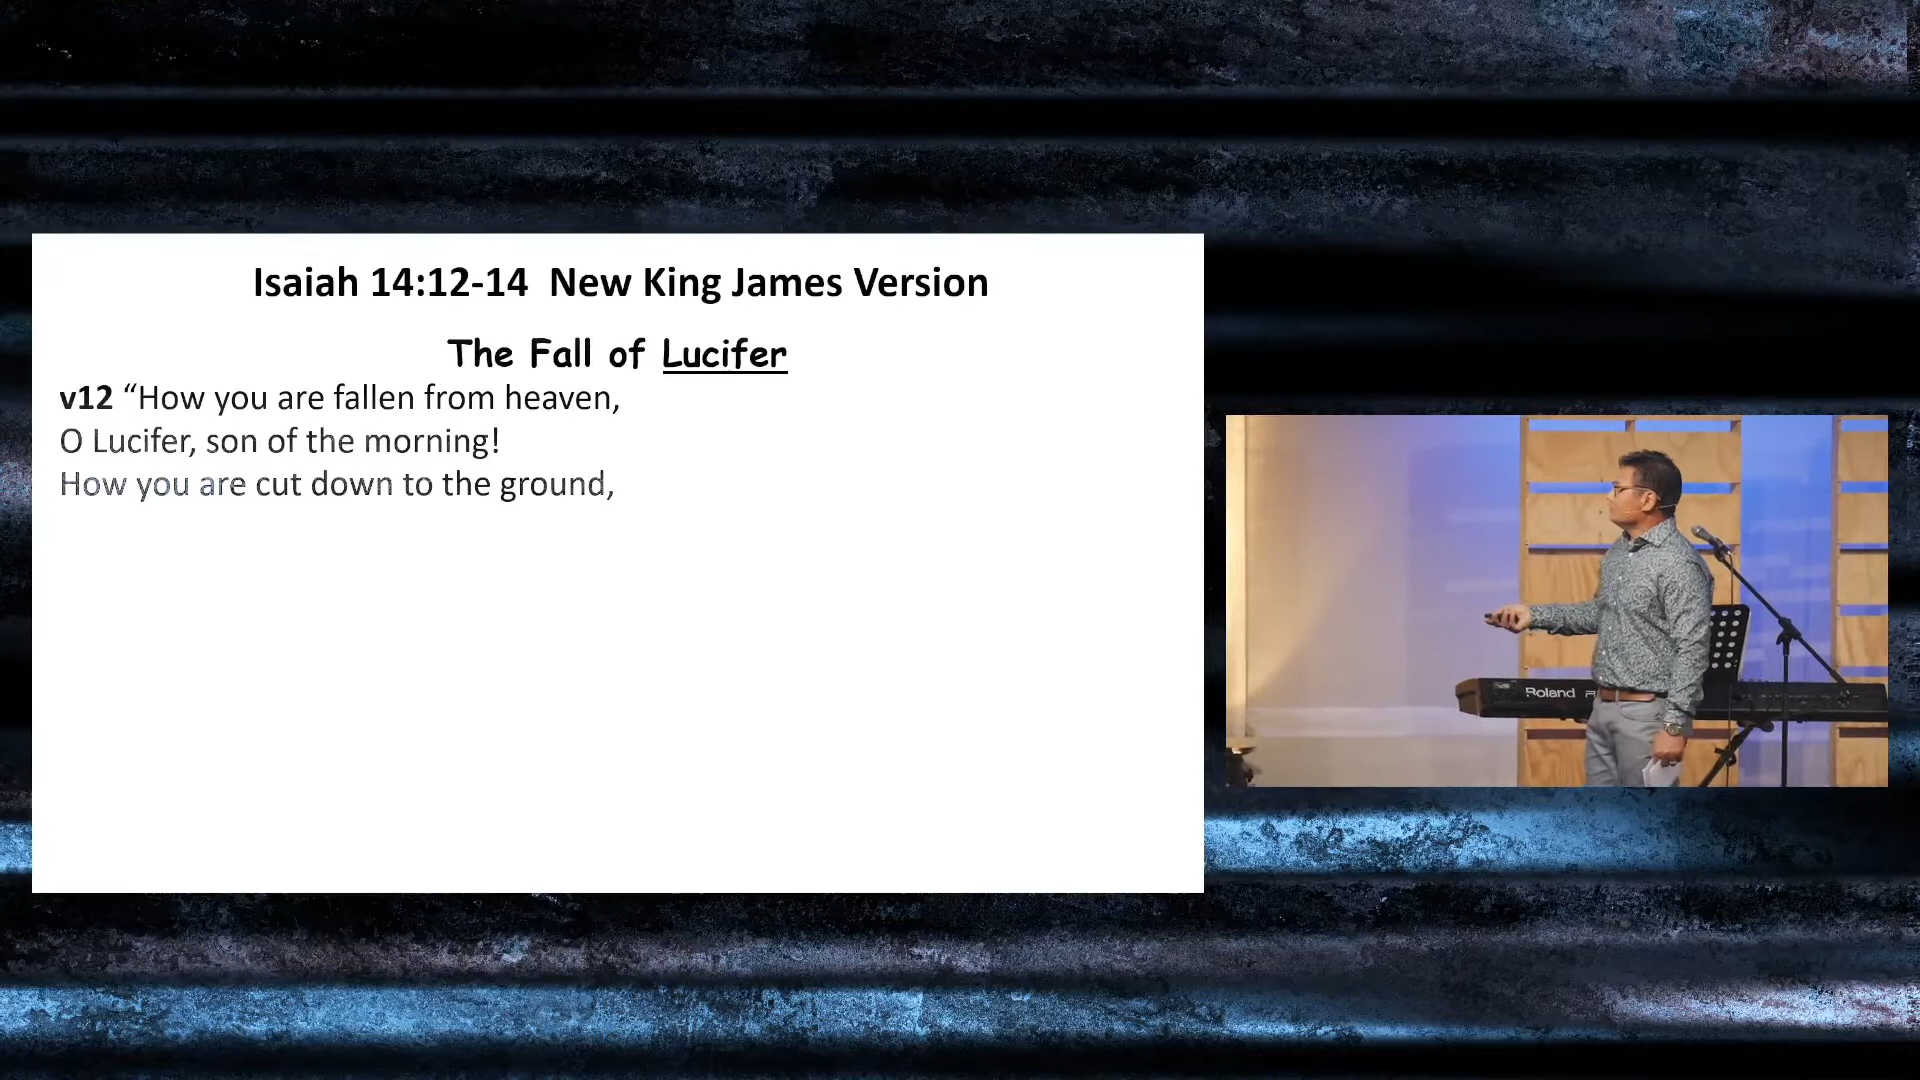 Isaiah 14:12-14  New King James Version
The Fall of Lucifer
v12 “How you are fallen from heaven,
O Lucifer, son of the morning!
How you are cut down to the ground,
Roland